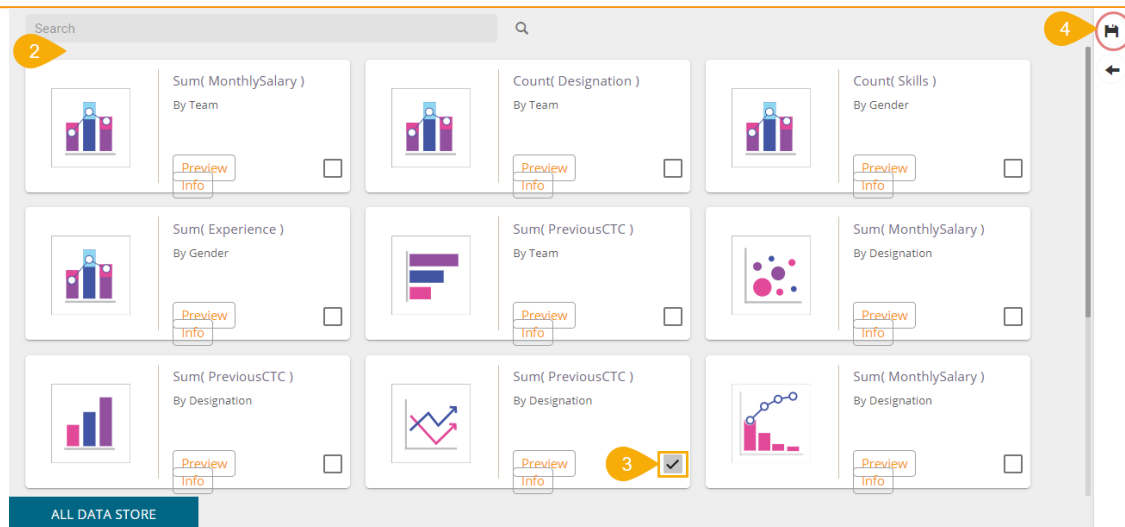 Search
2
4
Sum( MonthlySalary )
By Team
Preview
Info
Count( Designation )
By Team
Preview
Info
Count( Skills )
By Gender
Preview
Info
Sum( Experience )
By Gender
Preview
Info
Sum( PreviousCTC )
By Team
Preview
Info
Sum( MonthlySalary )
By Designation
Preview
Info
Sum( PreviousCTC )
By Designation
Preview
Info
Sum( PreviousCTC )
By Designation
Preview
Info
3
Sum( MonthlySalary )
By Designation
Preview
Info
ALL DATA STORE